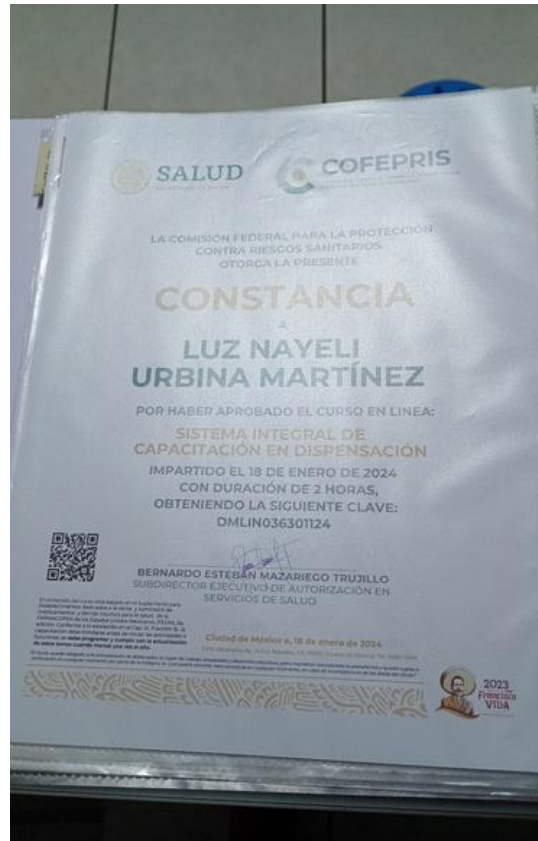 SALUD
COFEPRIS
LA COMISIÓN FEDERAL PARA LA PROTECCIÓN
CONTRA RIESGOS SANITARIOS
OTORGA LA PRESENTE
CONSTANCIA
A
LUZ NAYELI
URBINA MARTÍNEZ
POR HABER APROBADO EL CURSO EN LINEA:
SISTEMA INTEGRAL DE
CAPACITACIÓN EN DISPENSACIÓN
IMPARTIDO EL 18 DE ENERO DE 2024
CON DURACIÓN DE 2 HORAS,
OBTENIENDO LA SIGUIENTE CLAVE:
DMLIN036301124
BERNARDO ESTEBAN MAZARIEGO TRUJILLO
SUBDIRECTOR EJECUTIVO DE AUTORIZACIÓN EN
SERVICIOS DE SALUD
Ciudad de México a, 18 de enero de 2024
2023
Francisco
VILLA